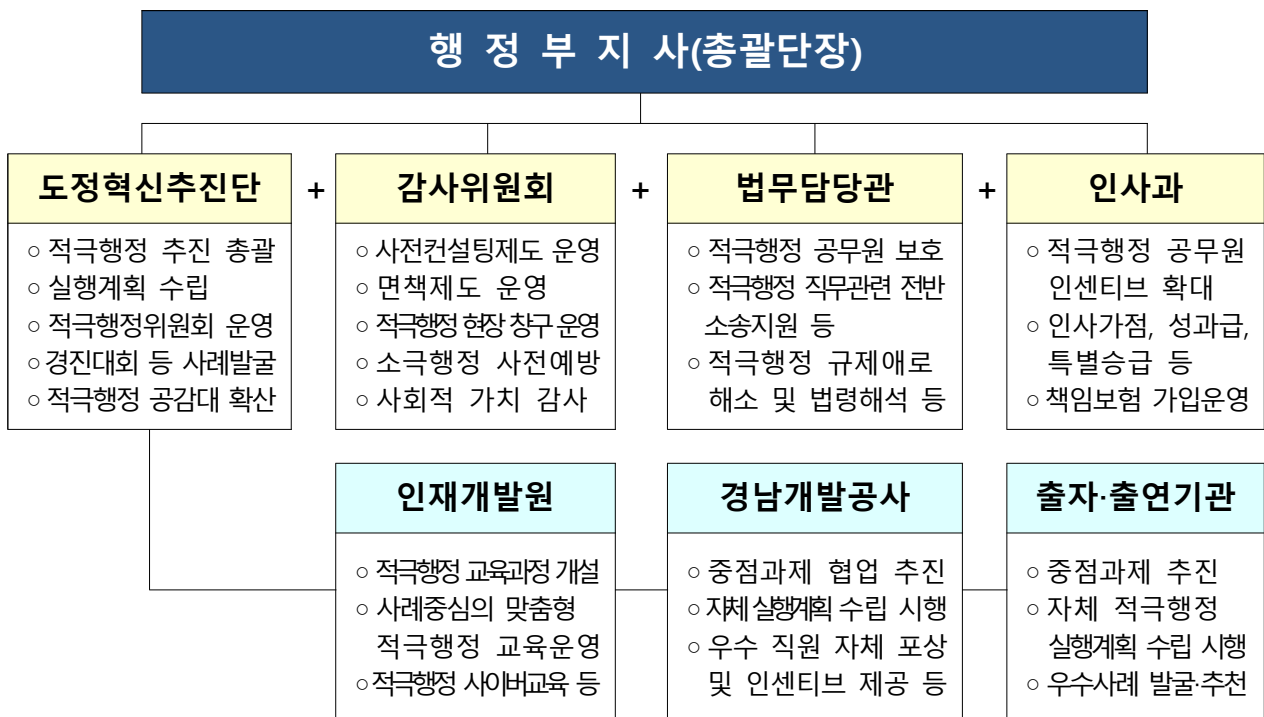 행 정 부 지 사(총괄단장)
도정혁신추진단 + 감사위원회 + 법무담당관 + 인사과
○ 적극행정 추진 총괄
○ 실행계획 수립
○ 적극행정위원회 운영
○ 경진대회 등 사례발굴
○ 적극행정 공감대 확산
○ 사전컨설팅제도 운영
○ 면책제도 운영
○ 적극행정 현장 창구 운영
○ 소극행정 사전예방
○ 사회적 가치 감사
○ 적극행정 공무원 보호
○ 적극행정 직무관련 전반
소송지원 등
○ 적극행정 규제애로
해소 및 법령해석 등
○ 적극행정 공무원
인센티브 확대
○ 인사가점, 성과급,
특별승급 등
○ 책임보험 가입운영
인재개발원
○ 적극행정 교육과정 개설
○ 사례중심의 맞춤형
적극행정 교육운영
○ 적극행정 사이버교육 등
경남개발공사
○ 중점과제 협업 추진
○ 자체 실행계획 수립 시행
○ 우수 직원 자체 포상
및 인센티브 제공 등
출자·출연기관
○ 중점과제 추진
○ 자체 적극행정
실행계획 수립 시행
○ 우수사례 발굴·추천